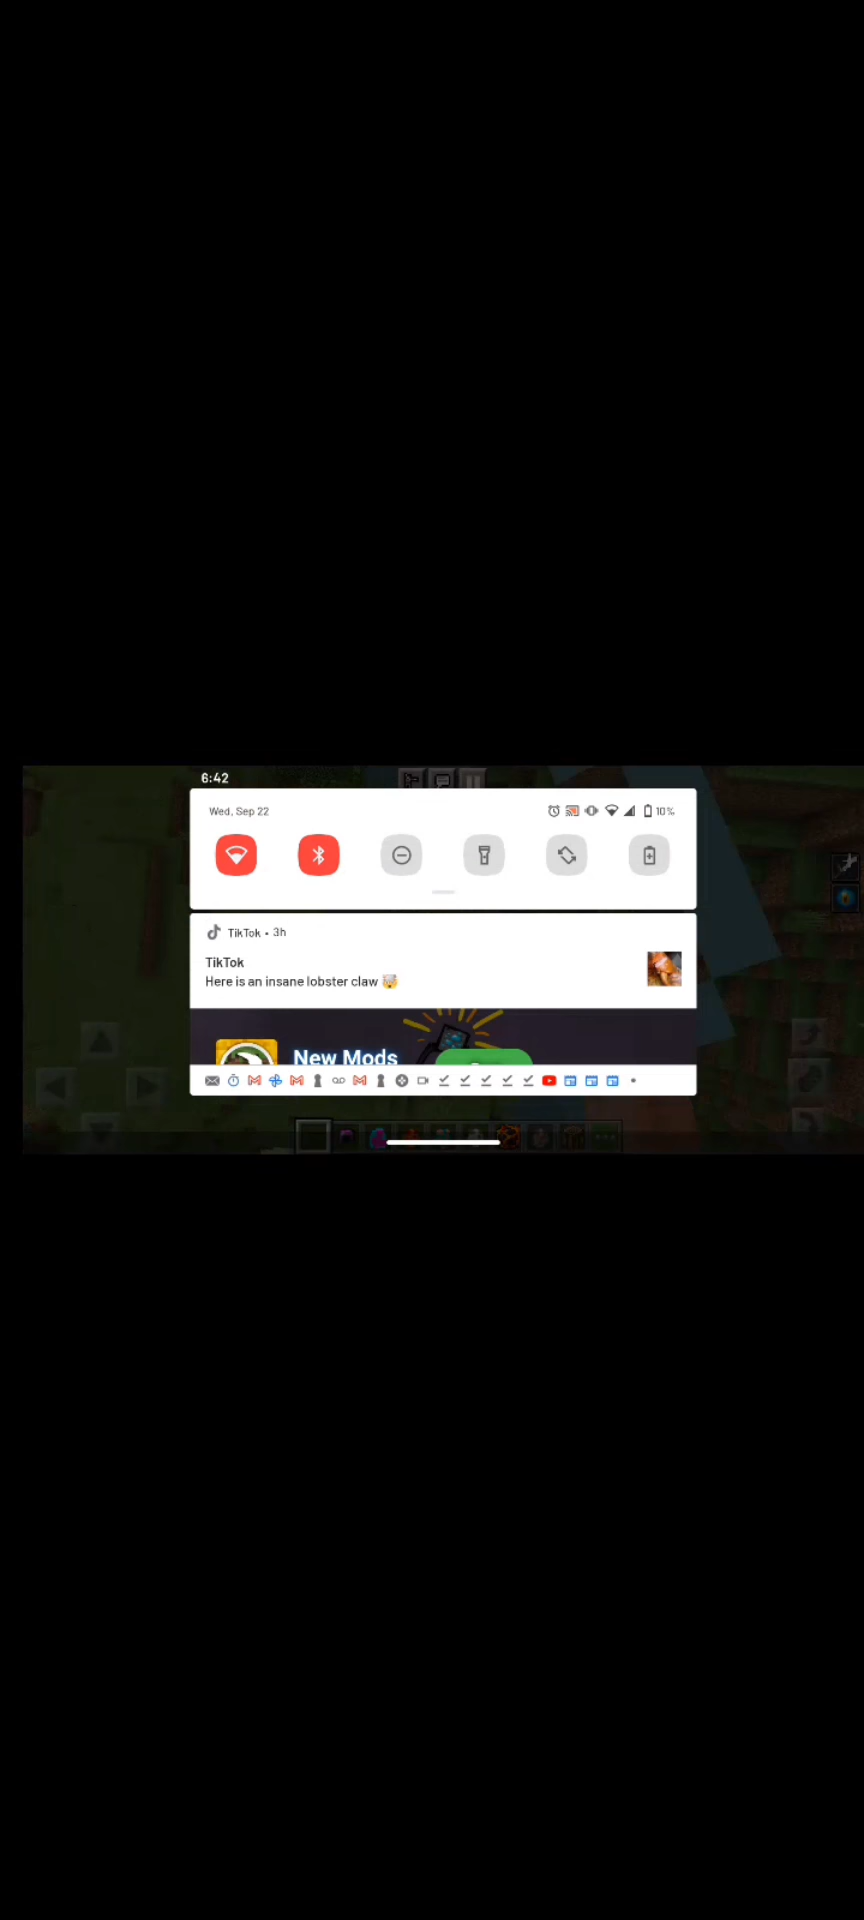 6:42
Wed, Sep 22
10%
TikTok • 3h
TikTok
Here is an insane lobster claw 🤯
New Mods